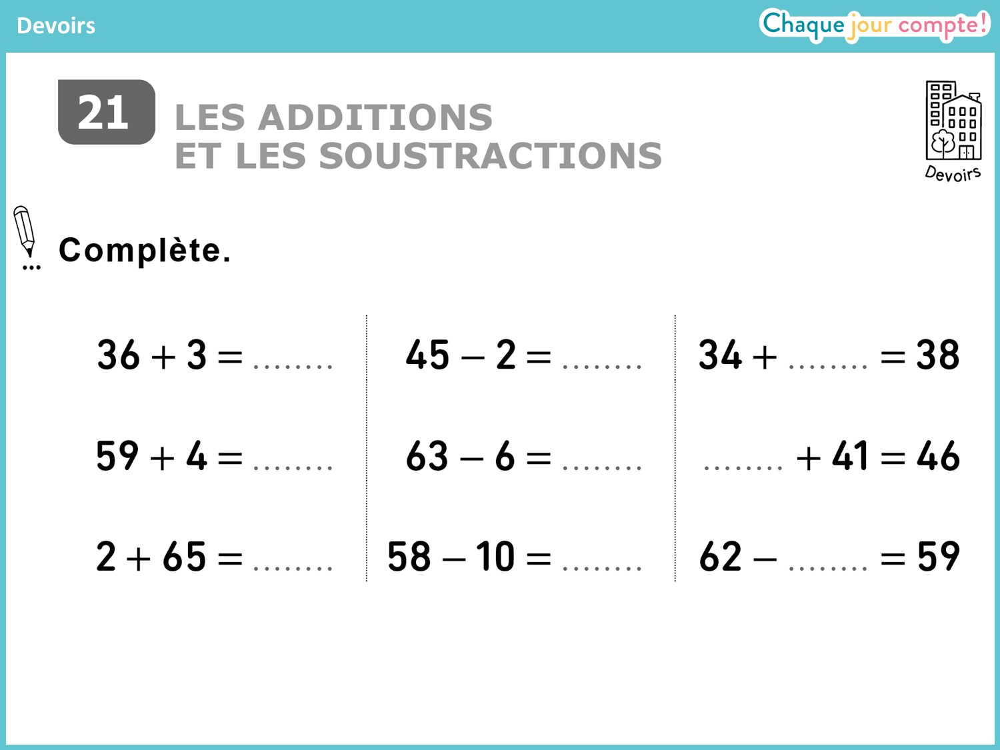 Devoirs
Chaque jour compte!
21
LES ADDITIONS
ET LES SOUSTRACTIONS
Devoirs
Complète.
36 + 3 = ........
45 – 2 = ........
34 + ........ = 38
59 + 4 = ........
63 – 6 = ........
........ + 41 = 46
2 + 65 = ........
58 – 10 = ........
62 – ........ = 59